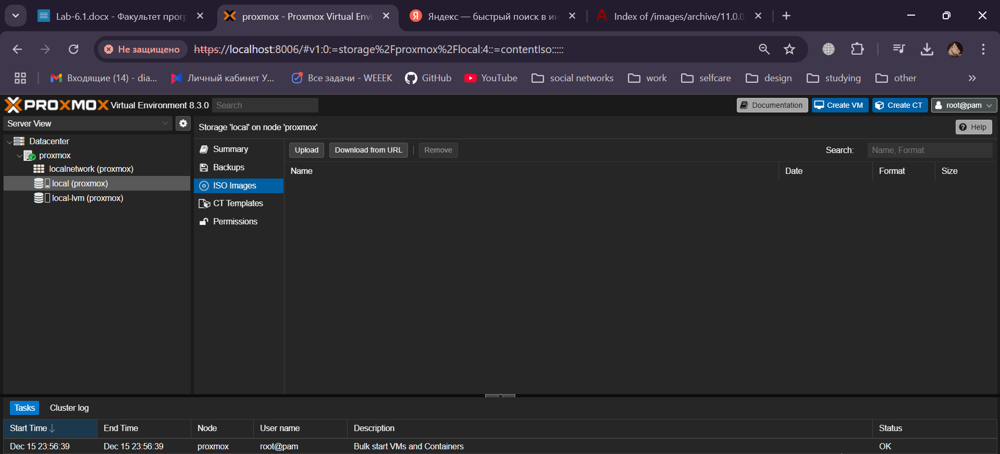 Lab-6.1.docx - Факультет прог
proxmox - Proxmox Virtual Envi
Яндекс — быстрый поиск в ин
Index of /images/archive/11.0.0
Не защищено
https://localhost:8006/#v1:0:=storage%2Fproxmox%2Flocal:4::=contentIso:::::
Входящие (14) - dia...
Личный кабинет У...
Все задачи - WEEEK
GitHub
YouTube
social networks
work
selfcare
design
studying
other
PROXMOX Virtual Environment 8.3.0
Search
Documentation
Create VM
Create CT
root@pam
Server View
Storage 'local' on node 'proxmox'
Help
Datacenter
proxmox
localnetwork (proxmox)
local (proxmox)
local-lvm (proxmox)
Summary
Backups
ISO Images
CT Templates
Permissions
Upload
Download from URL
Remove
Search:
Name, Format
Name
Date
Format
Size
Tasks
Cluster log
Start Time
End Time
Node
User name
Description
Status
Dec 15 23:56:39
Dec 15 23:56:39
proxmox
root@pam
Bulk start VMs and Containers
OK